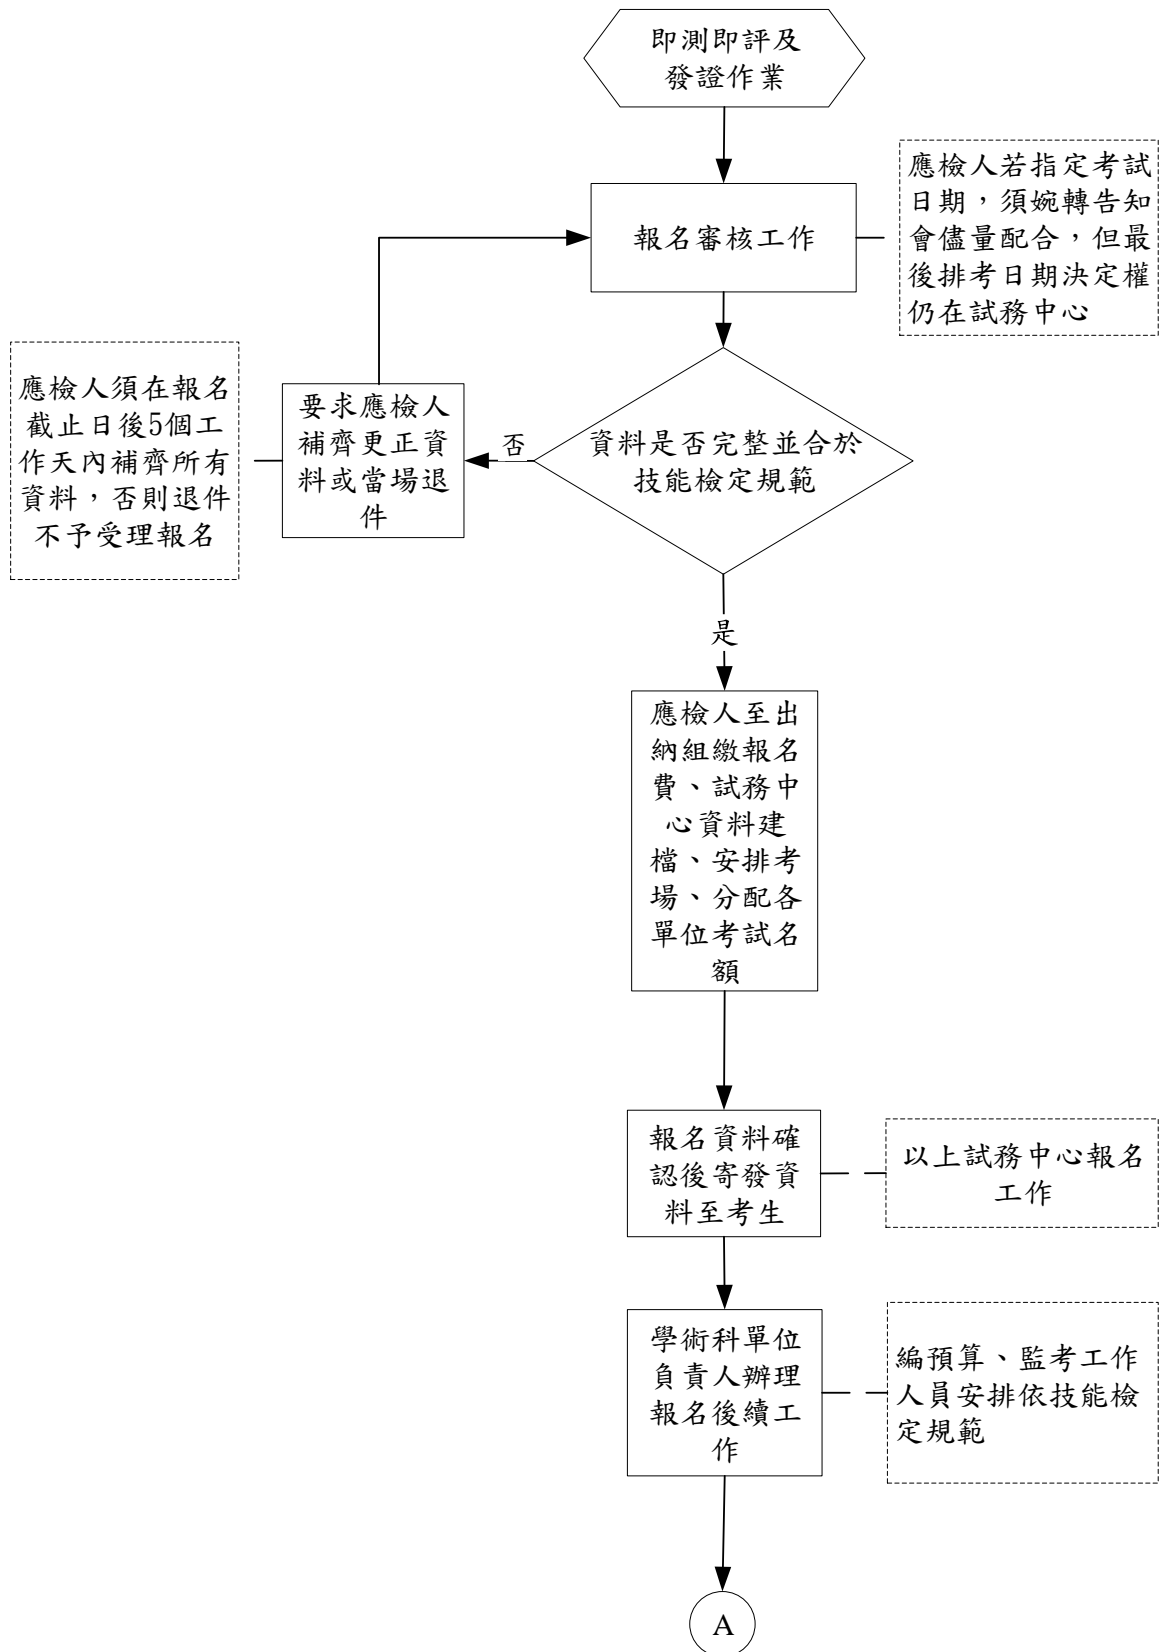 即測即評及
發證作業
報名審核工作
應檢人若指定考試
日期，須婉轉告知
會儘量配合，但最
後排考日期決定權
仍在試務中心
資料是否完整並合於
技能檢定規範
否
要求應檢人
補齊更正資
料或當場退
件
應檢人須在報名
截止日後5個工
作天內補齊所有
資料，否則退件
不予受理報名
是
應檢人至出
納組繳報名
費、試務中
心資料建
檔、安排考
場、分配各
單位考試名
額
報名資料確
認後寄發資
料至考生
以上試務中心報名
工作
學術科單位
負責人辦理
報名後續工
作
編預算、監考工作
人員安排依技能檢
定規範
A